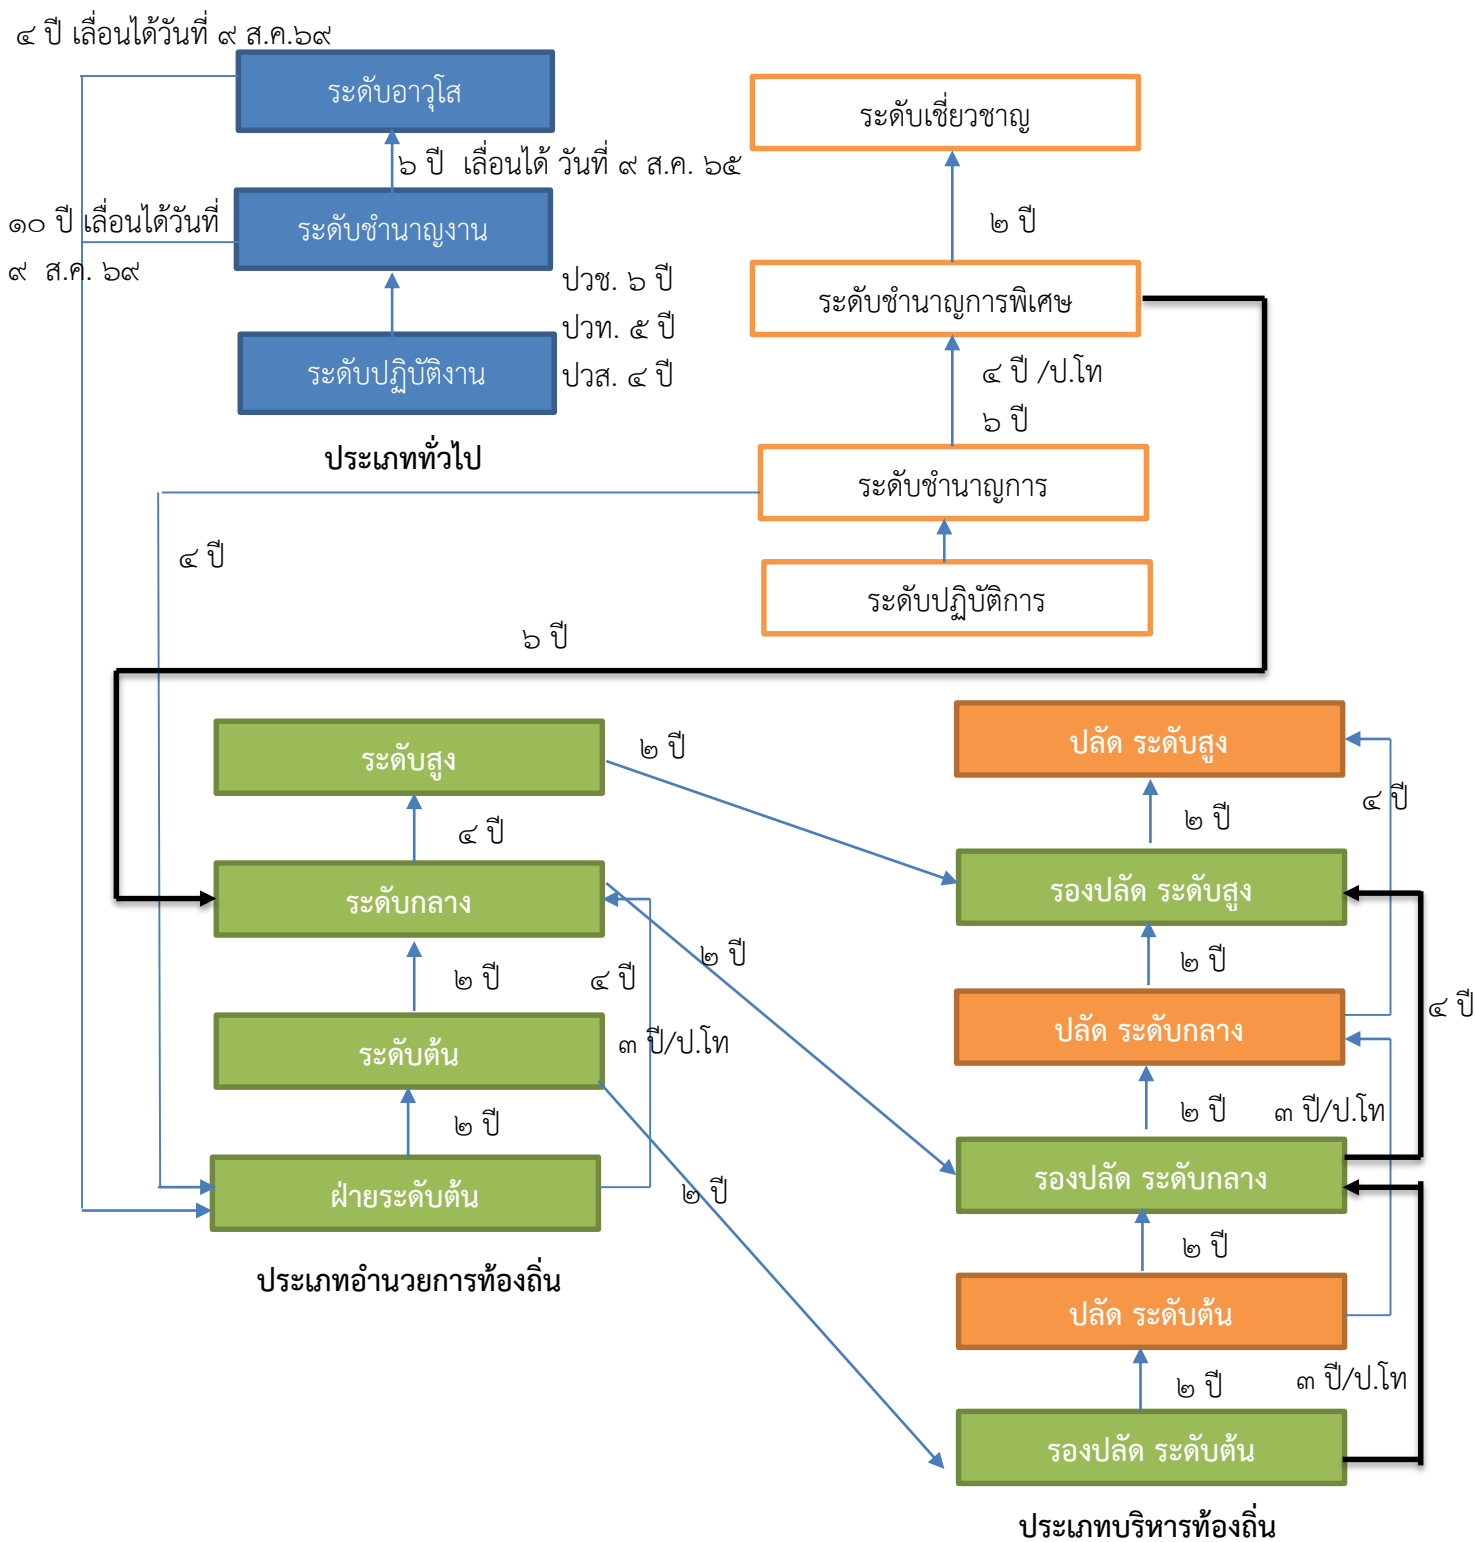 ๔ ปี เลื่อนได้วันที่ ๙ ส.ค.๖๙
ระดับอาวุโส
๖ ปี เลื่อนได้ วันที่ ๙ ส.ค. ๖๕
๑๐ ปี เลื่อนได้วันที่
๙ ส.ค. ๖๙
ระดับชำนาญงาน
ปวช. ๖ ปี
ปวท. ๕ ปี
ปวส. ๔ ปี
ระดับปฏิบัติงาน
ประเภททั่วไป
ระดับเชี่ยวชาญ
๒ ปี
ระดับชำนาญการพิเศษ
๔ ปี /ป.โท
๖ ปี
ระดับชำนาญการ
ระดับปฏิบัติการ
๔ ปี
๖ ปี
ระดับสูง
๒ ปี
๔ ปี
ระดับกลาง
๒ ปี
๒ ปี
๔ ปี
ระดับต้น
๓ ปี/ป.โท
๒ ปี
ฝ่ายระดับต้น
๒ ปี
ประเภทอำนวยการท้องถิ่น
ปลัด ระดับสูง
๒ ปี
๔ ปี
รองปลัด ระดับสูง
๒ ปี
ปลัด ระดับกลาง
๔ ปี
๒ ปี
๓ ปี/ป.โท
รองปลัด ระดับกลาง
๒ ปี
ปลัด ระดับต้น
๒ ปี
๓ ปี/ป.โท
รองปลัด ระดับต้น
ประเภทบริหารท้องถิ่น